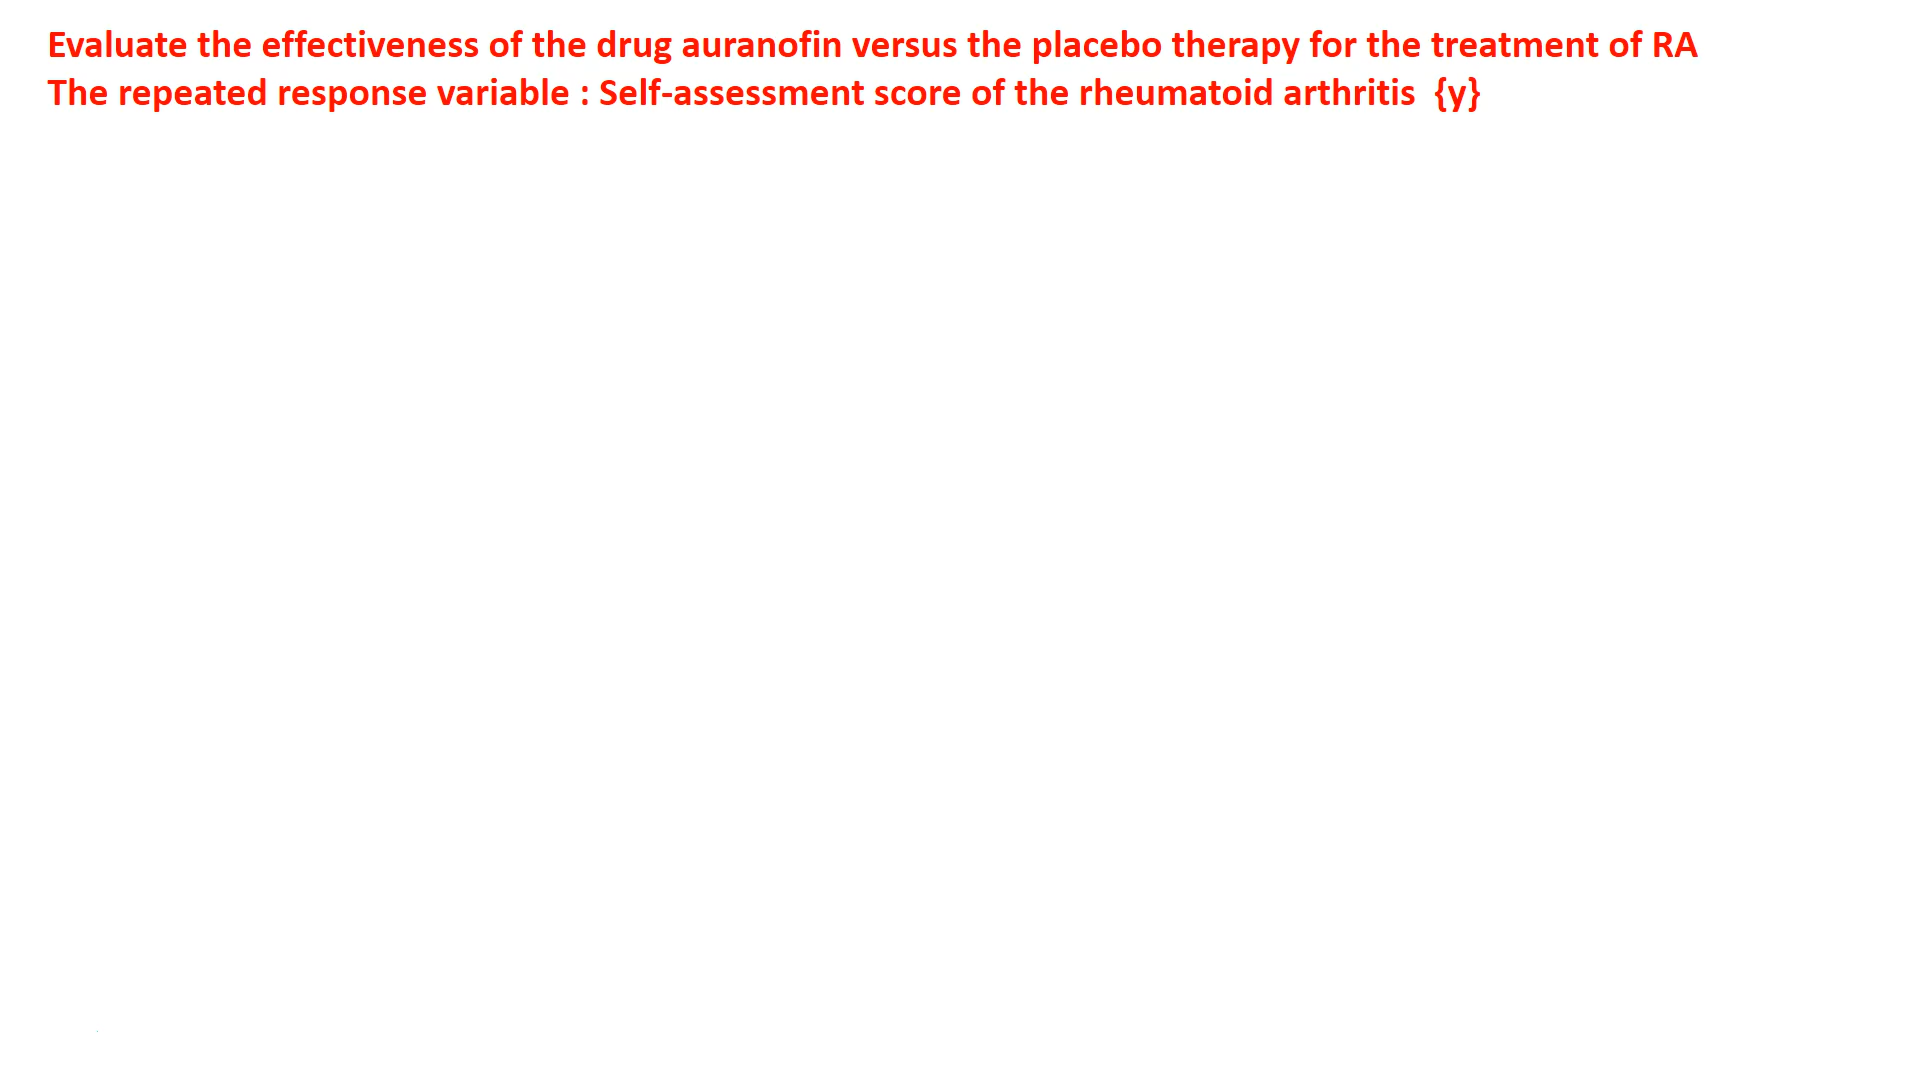 Evaluate the effectiveness of the drug auranofin versus the placebo therapy for the treatment of RA
The repeated response variable : Self-assessment score of the rheumatoid arthritis {y}